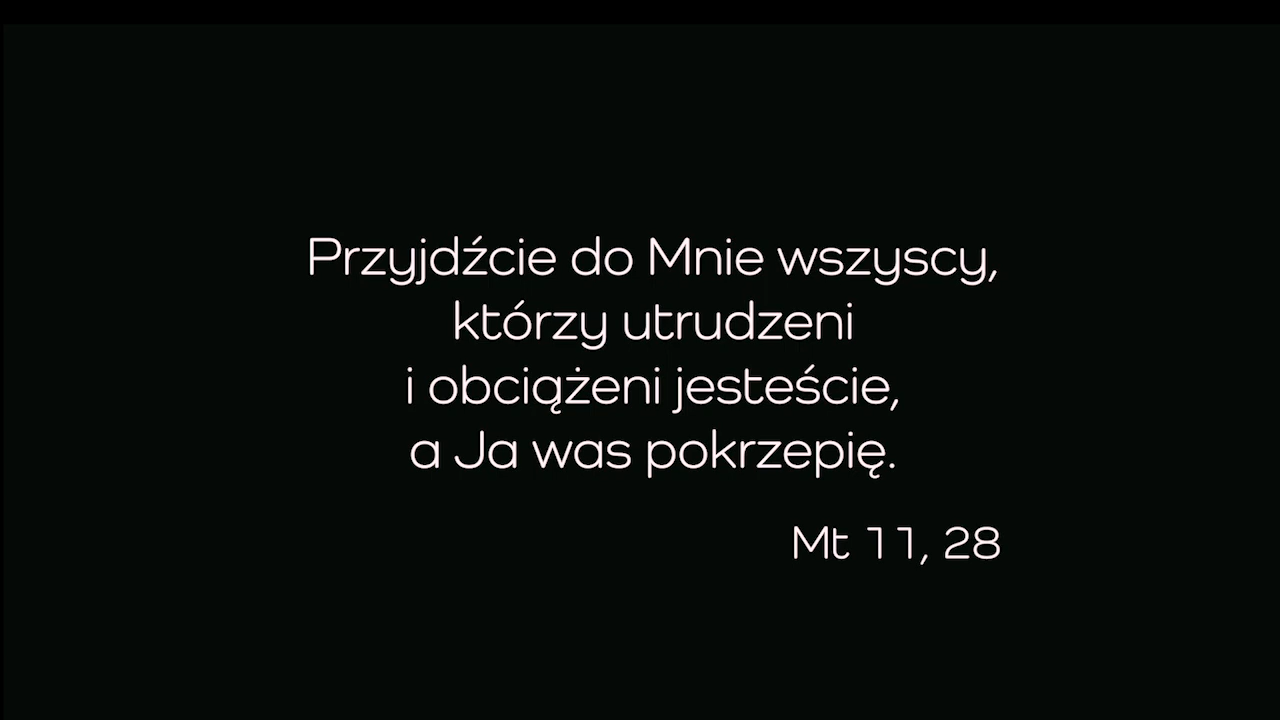 Przyjdźcie do Mnie wszyscy,
którzy utrudzeni
i obciążeni jesteście,
a Ja was pokrzepię.
Mt 11, 28